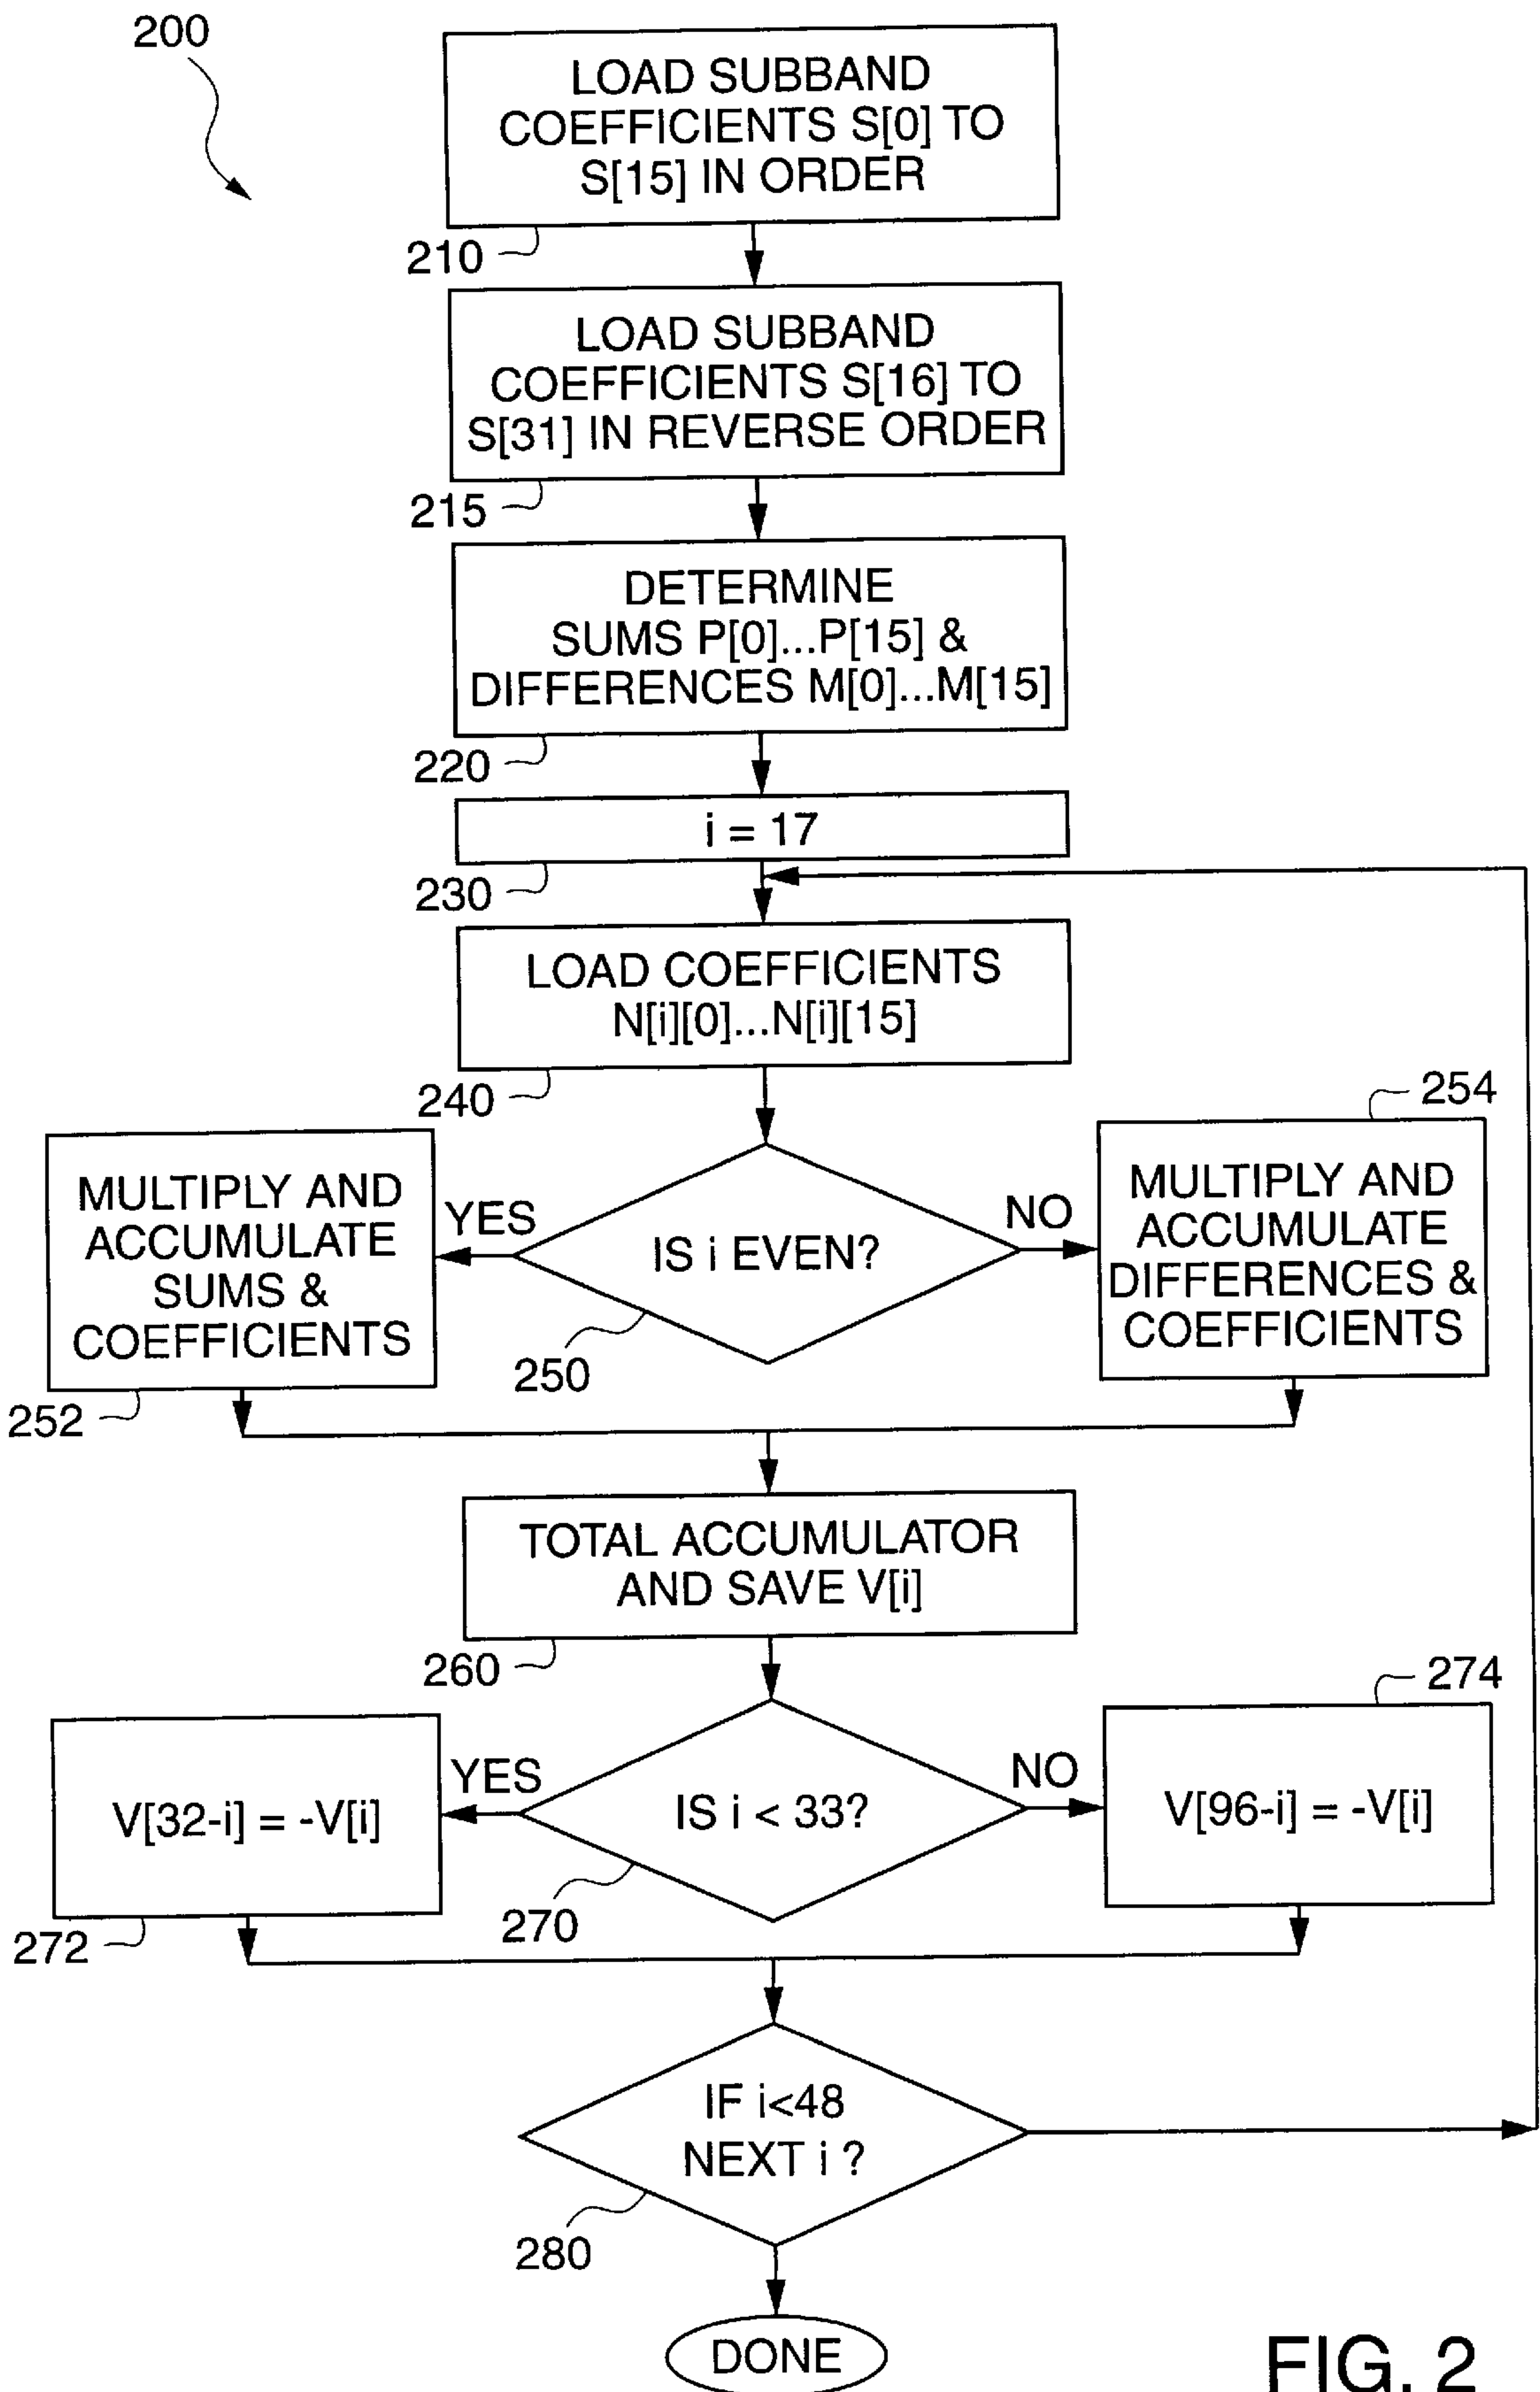 200
LOAD SUBBAND
COEFFICIENTS S[0] TO
S[15] IN ORDER
210
LOAD SUBBAND
COEFFICIENTS S[16] TO
S[31] IN REVERSE ORDER
215
DETERMINE
SUMS P[0]...P[15] &
DIFFERENCES M[0]...M[15]
220
i = 17
230
LOAD COEFFICIENTS
N[i][0]...N[i][15]
240
MULTIPLY AND
ACCUMULATE
SUMS &
COEFFICIENTS
252
YES
IS i EVEN?
250
NO
254
MULTIPLY AND
ACCUMULATE
DIFFERENCES &
COEFFICIENTS
TOTAL ACCUMULATOR
AND SAVE V[i]
260
V[32-i] = -V[i]
272
YES
IS i < 33?
270
NO
274
V[96-i] = -V[i]
IF i<48
NEXT i ?
280
DONE
FIG. 2